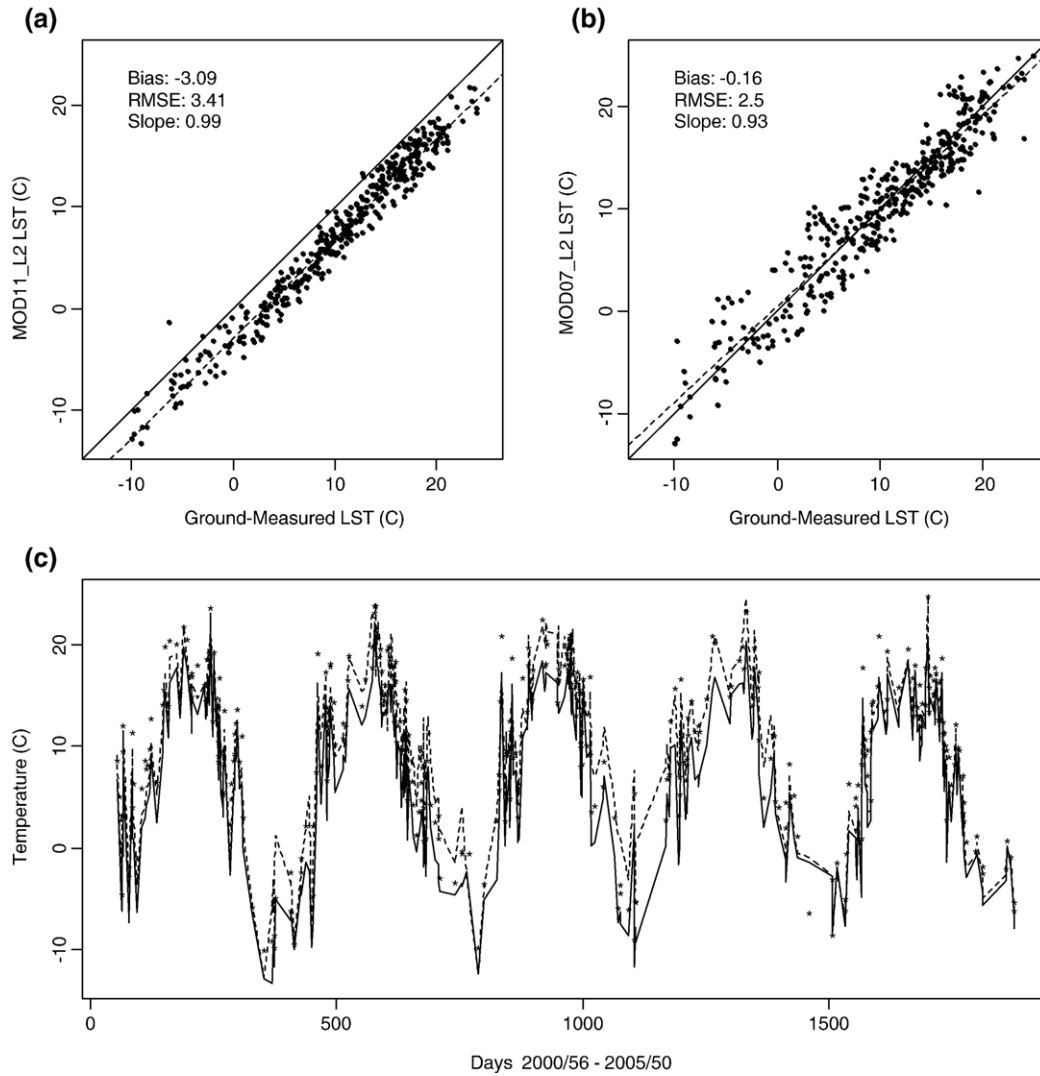 (a)
Bias: -3.09
RMSE: 3.41
Slope: 0.99
MOD11_L2 LST (C)
20
10
0
-10
-10 0 10 20
Ground-Measured LST (C)
(b)
Bias: -0.16
RMSE: 2.5
Slope: 0.93
MOD07_L2 LST (C)
20
10
0
-10
-10 0 10 20
Ground-Measured LST (C)
(c)
Temperature (C)
20
10
0
-10
0 500 1000 1500
Days 2000/56 - 2005/50